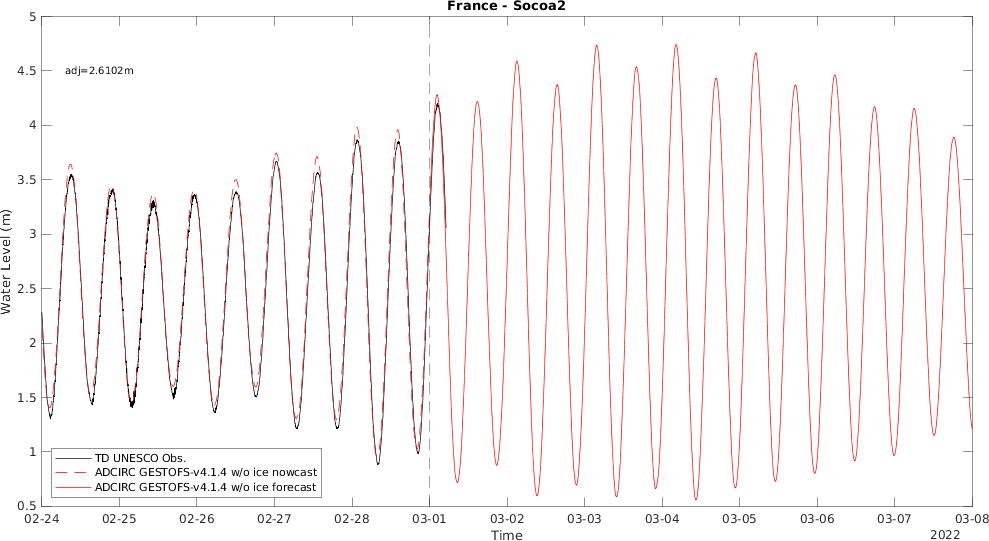 France - Socoa2
adj=2.6102m
Water Level (m)
5
4.5
4
3.5
3
2.5
2
1.5
1
0.5
TD UNESCO Obs.
ADCIRC GESTOFS-v4.1.4 w/o ice nowcast
ADCIRC GESTOFS-v4.1.4 w/o ice forecast
02-24 02-25 02-26 02-27 02-28 03-01 03-02 03-03 03-04 03-05 03-06 03-07 03-08
Time
2022